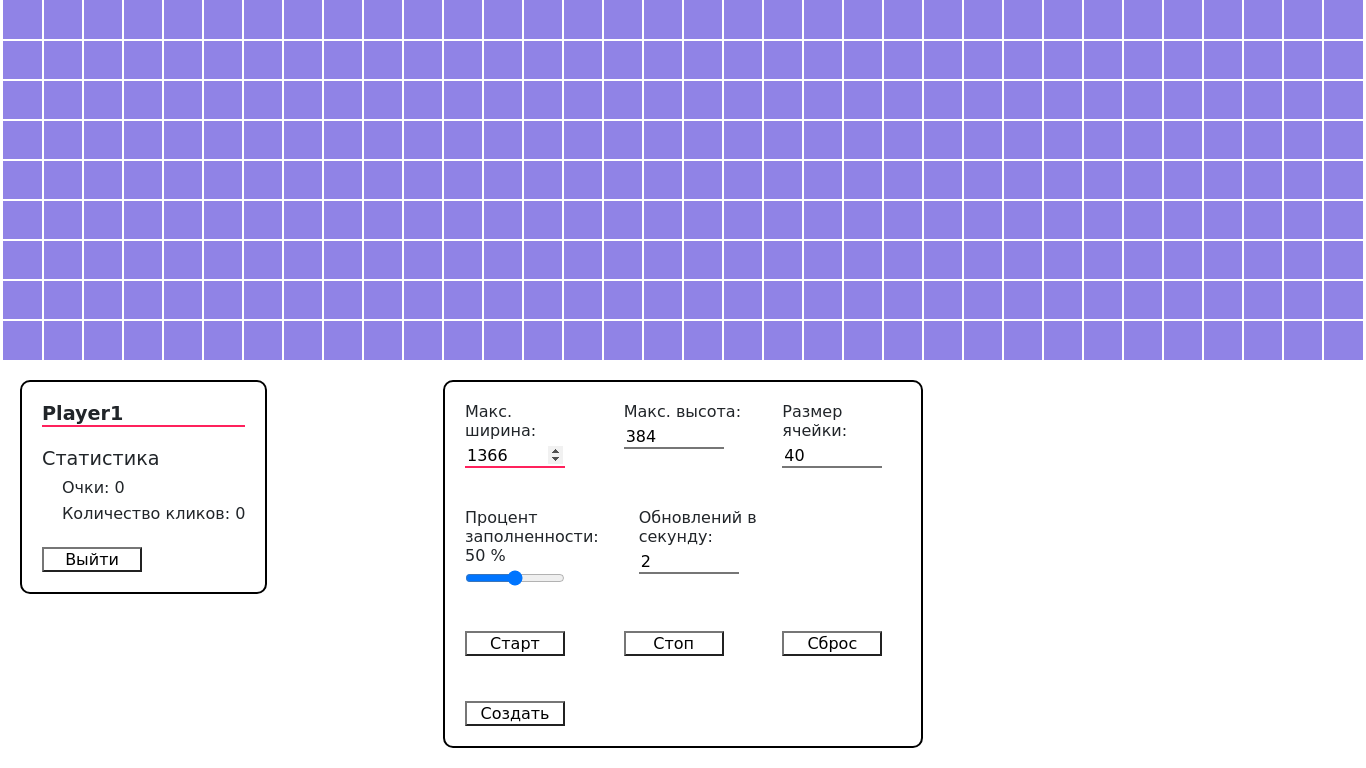 Player1
Статистика
Очки: 0
Количество кликов: 0
Выйти
Макс.
ширина:
1366
Макс. высота:
384
Размер
ячейки:
40
Процент
заполненности:
50 %
Обновлений в
секунду:
2
Старт
Стоп
Сброс
Создать